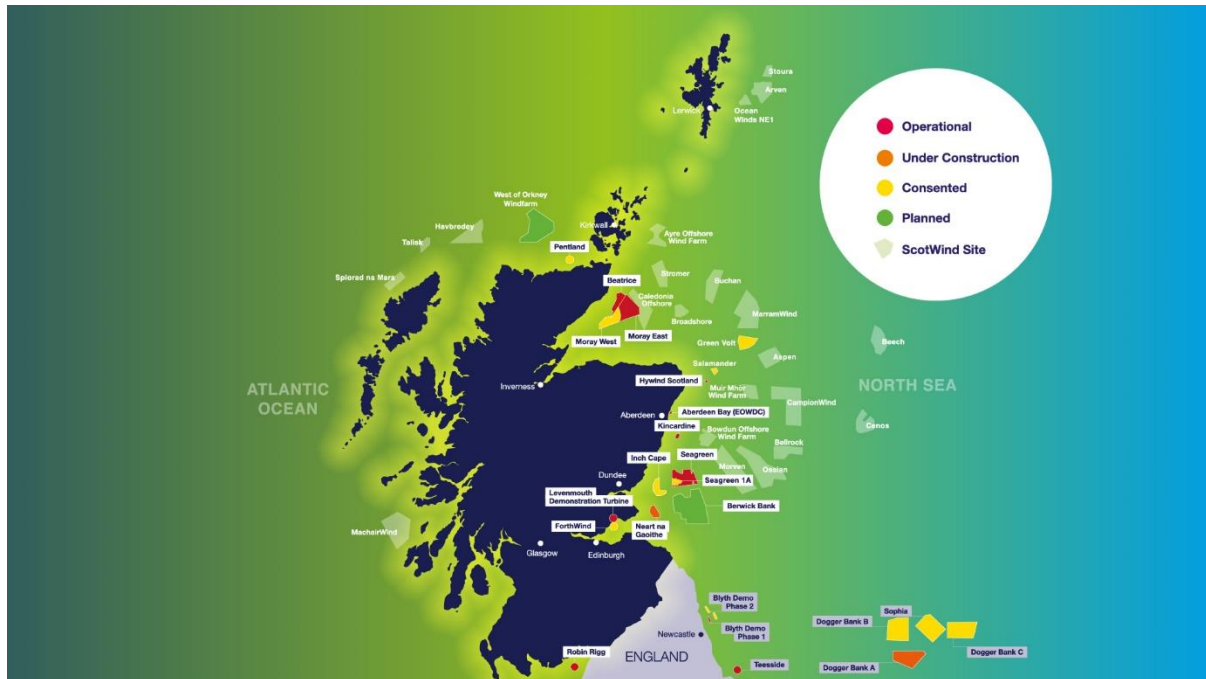 Stoura
Arven
Lerwick
Ocean
Winds NE1
Operational
Under Construction
Consented
Planned
ScotWind Site
West of Orkney
Windfarm
Havbredey
Kirkwall
Talisk
Ayre Offshore
Wind Farm
Pentland
Spiorad na Mara
Stromar
Buchan
Beatrice
Caledonia
Offshore
MarramWind
Broadshore
Moray East
Moray West
Green Volt
Beech
Aspen
Salamander
Inverness
Hywind Scotland
Muir Mhòr
Wind Farm
ATLANTIC
OCEAN
NORTH SEA
CampionWind
Aberdeen
Aberdeen Bay (EOWDC)
Kincardine
Cenos
Bowdun Offshore
Wind Farm
Bellrock
Inch Cape
Seagreen
Morven
Ossian
Dundee
Seagreen 1A
Levenmouth
Demonstration Turbine
Berwick Bank
ForthWind
Neart na
Gaoithe
MachairWind
Glasgow
Edinburgh
Blyth Demo
Phase 2
Sophia
Dogger Bank B
Newcastle
Blyth Demo
Phase 1
Robin Rigg
ENGLAND
Teesside
Dogger Bank A
Dogger Bank C